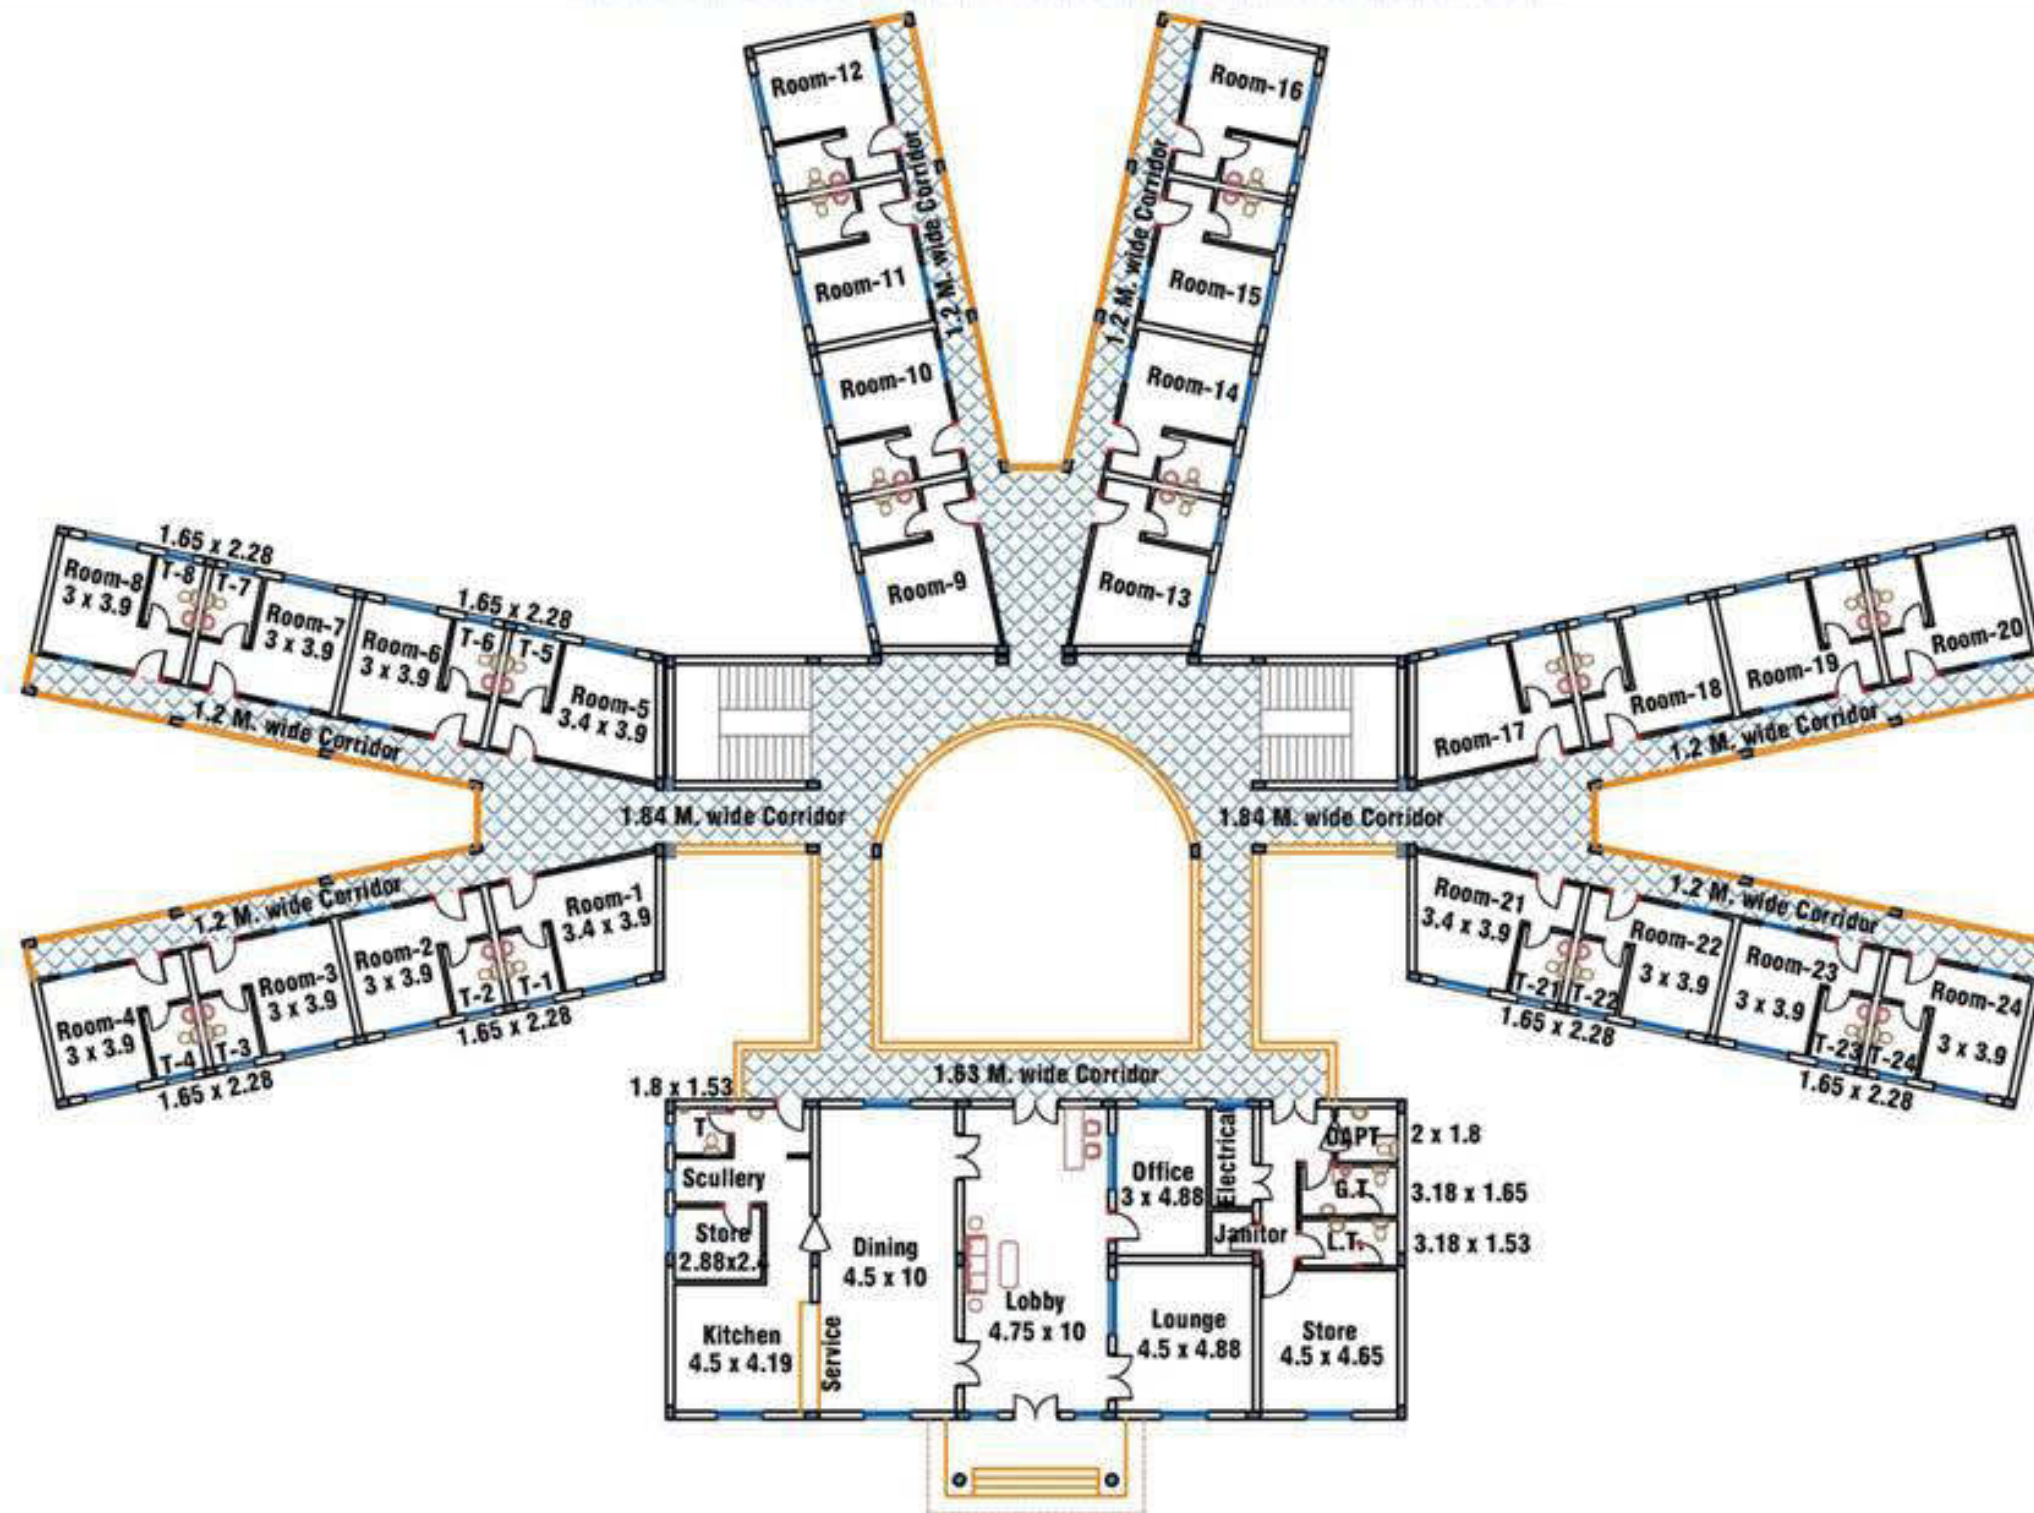 Room-12
Room-16
1.2 M. wide Corridor
1.2 M. wide Corridor
Room-11
Room-15
Room-10
Room-14
Room-9
Room-13
1.65 x 2.28
Room-8
3 x 3.9
T-8
T-7
Room-7
3 x 3.9
1.65 x 2.28
Room-6
3 x 3.9
T-6
T-5
Room-5
3.4 x 3.9
1.2 M. wide Corridor
Room-17
Room-18
Room-19
Room-20
1.2 M. wide Corridor
1.84 M. wide Corridor
1.84 M. wide Corridor
1.2 M. wide Corridor
Room-1
3.4 x 3.9
Room-2
3 x 3.9
Room-3
3 x 3.9
Room-4
3 x 3.9
T-4
T-3
T-2
T-1
1.65 x 2.28
1.65 x 2.28
1.2 M. wide Corridor
Room-21
3.4 x 3.9
Room-22
3 x 3.9
Room-23
3 x 3.9
Room-24
3 x 3.9
T-21
T-22
T-23
T-24
1.65 x 2.28
1.65 x 2.28
1.63 M. wide Corridor
1.8 x 1.53
T
Scullery
Store
2.88x2.4
Kitchen
4.5 x 4.19
Service
Dining
4.5 x 10
Lobby
4.75 x 10
Office
3 x 4.88
Electrical
Janitor
Lounge
4.5 x 4.88
Store
4.5 x 4.65
2 x 1.8
G.T.
3.18 x 1.65
L.T.
3.18 x 1.53